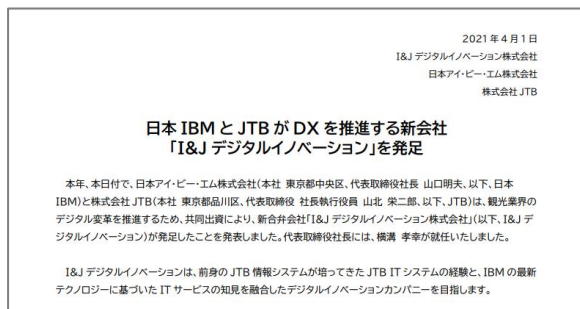 2021年4月1日
I&Jデジタルイノベーション株式会社
日本アイ・ビー・エム株式会社
株式会社JTB
日本IBMとJTBがDXを推進する新会社
「I&Jデジタルイノベーション」を発足
本年、本日付で、日本アイ・ビー・エム株式会社(本社 東京都中央区、代表取締役社長 山口明夫、以下、日本
IBM)と株式会社JTB(本社 東京都品川区、代表取締役 社長執行役員 山北 栄二郎、以下、JTB)は、観光業界の
デジタル変革を推進するため、共同出資により、新合弁会社「I&Jデジタルイノベーション株式会社」(以下、I&Jデ
ジタルイノベーション)が発足したことを発表しました。代表取締役社長には、横溝 孝幸が就任いたしました。
I&Jデジタルイノベーションは、前身のJTB情報システムが培ってきたJTB ITシステムの経験と、IBMの最新
テクノロジーに基づいたITサービスの知見を融合したデジタルイノベーションカンパニーを目指します。